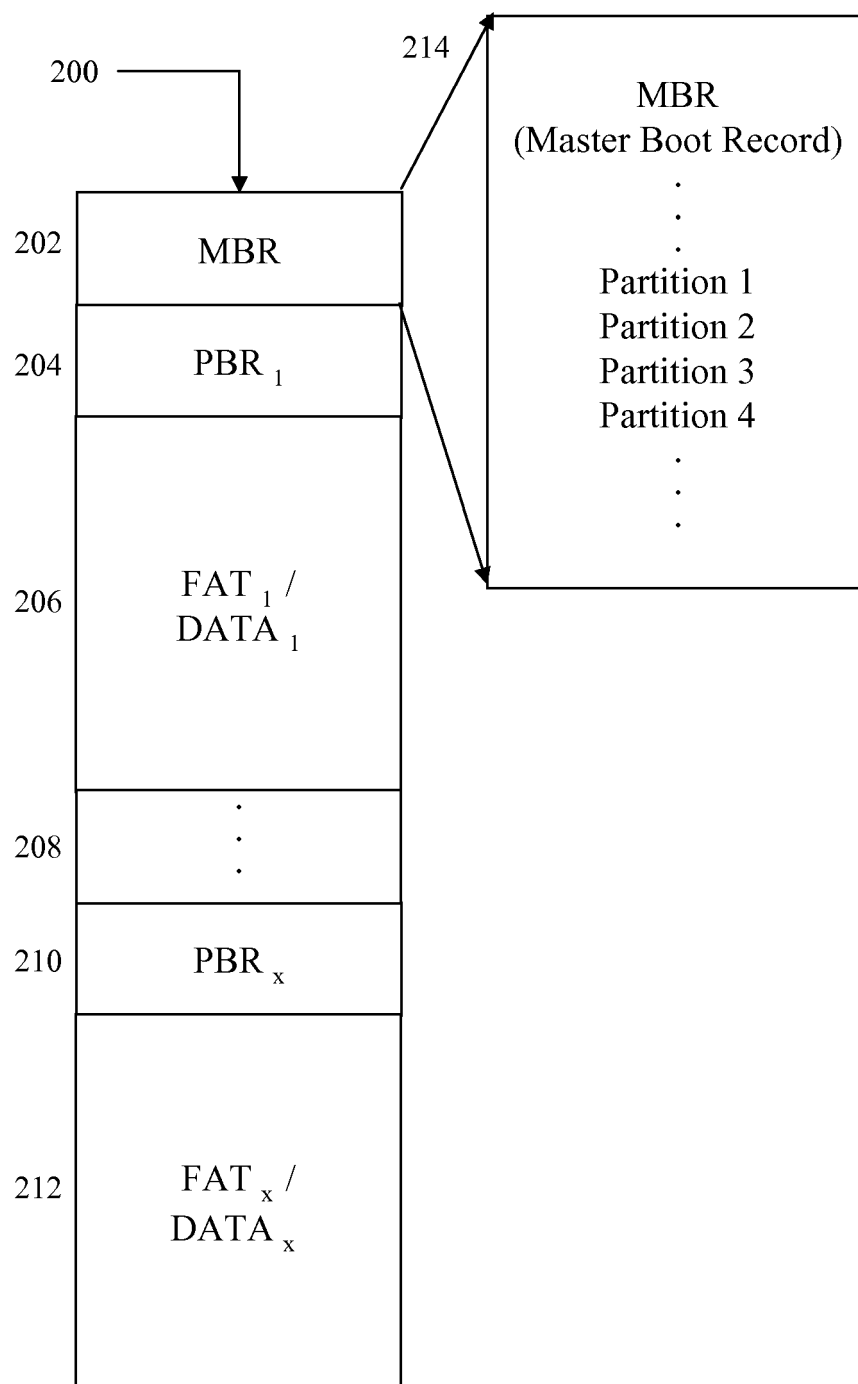 200
202
MBR
204
PBR 1
206
FAT 1 /
DATA 1
208
.
.
.
210
PBR x
212
FAT x /
DATA x
214
MBR
(Master Boot Record)
.
.
.
Partition 1
Partition 2
Partition 3
Partition 4
.
.
.